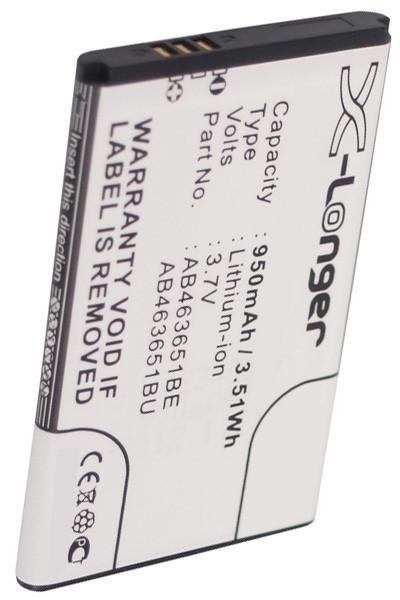 X-Longer
Capacity : 950mAh / 3.51Wh
Type : Lithium-ion
Volts : 3.7V
Part No. : AB463651BE
AB463651BU
WARRANTY VOID IF
LABEL IS REMOVED
Insert this direction
CE